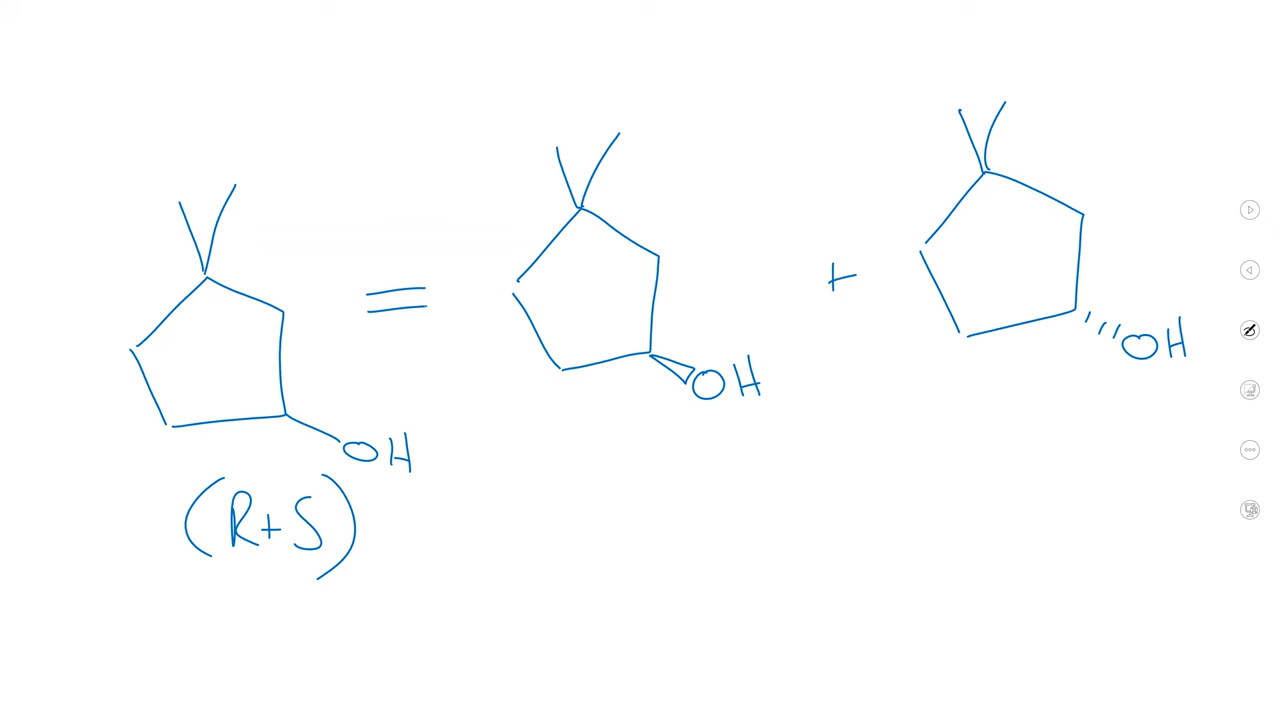 = +
OH OH OH
(R+S)